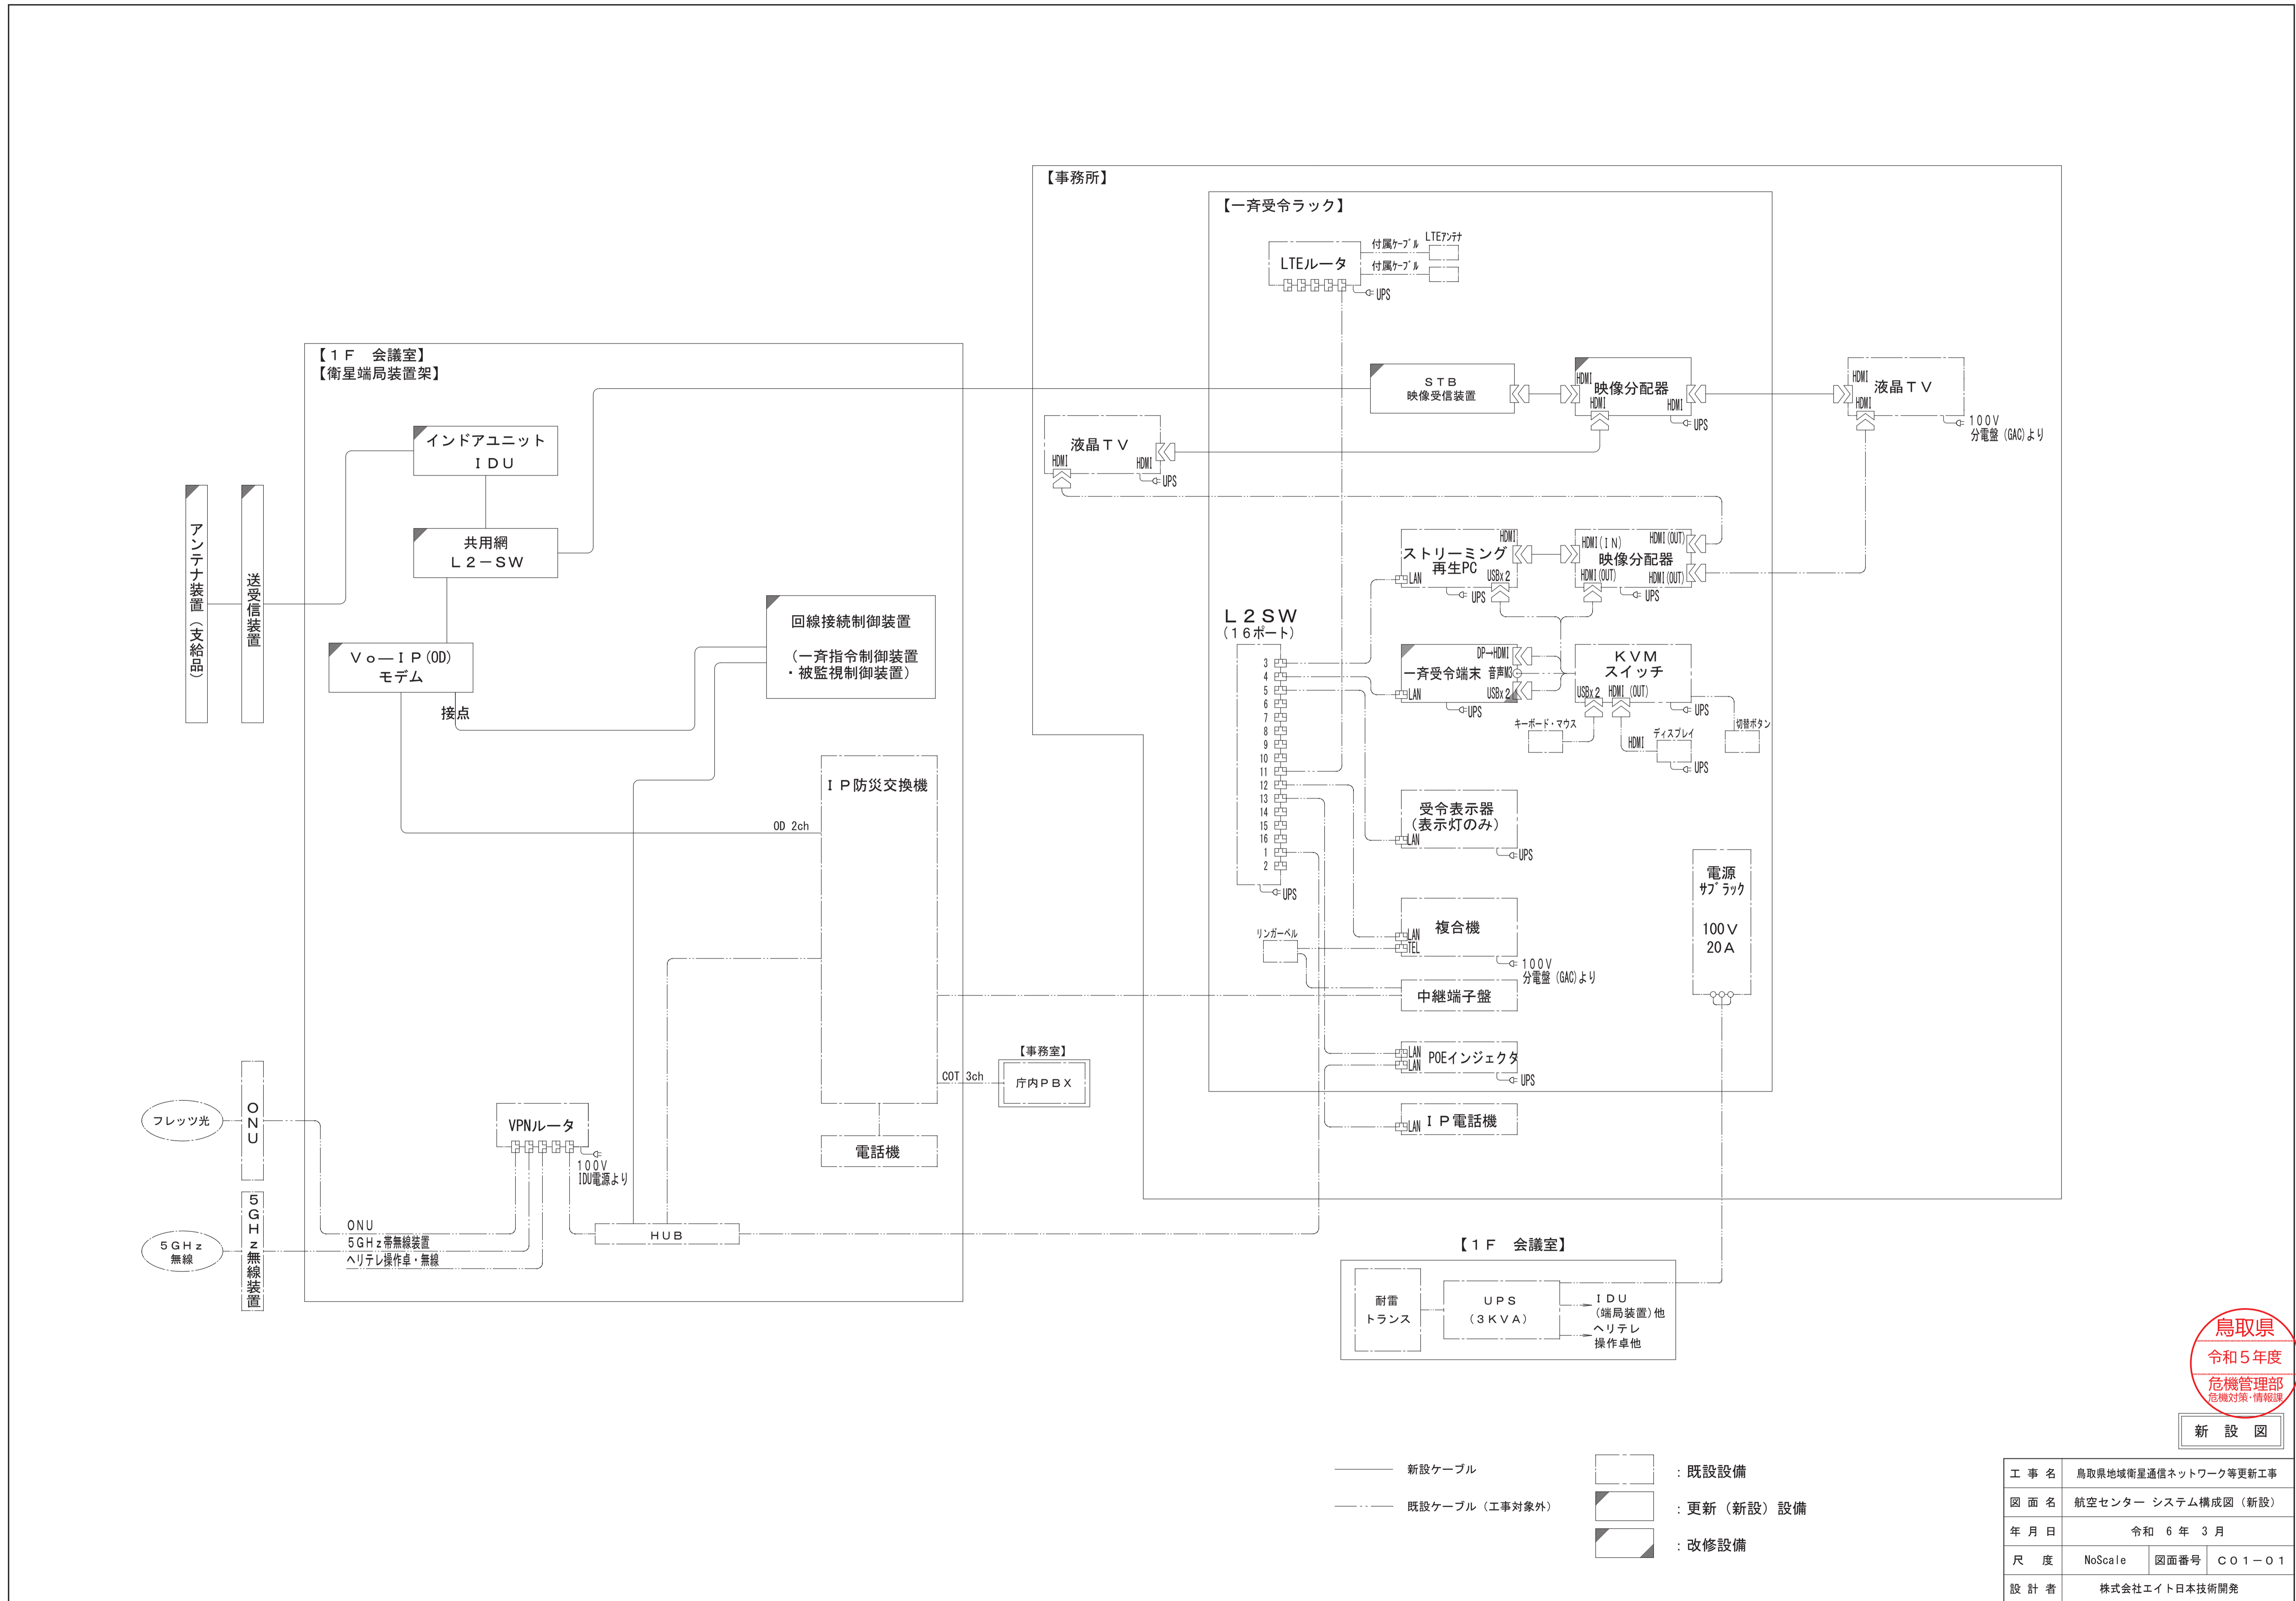 【事務所】
【一斉受令ラック】
LTEルータ
付属ケーブル
LTEアンテナ
付属ケーブル
UPS
【１Ｆ　会議室】
【衛星端局装置架】
インドアユニット
ＩＤＵ
共用網
Ｌ２－ＳＷ
Ｖｏ―ＩＰ(OD)
モデム
接点
回線接続制御装置
（一斉指令制御装置
・被監視制御装置）
ＩＰ防災交換機
OD 2ch
アンテナ装置（支給品）
送受信装置
ＳＴＢ
映像受信装置
HDMI
映像分配器
HDMI
HDMI
UPS
HDMI
液晶ＴＶ
HDMI
１００Ｖ
分電盤 (GAC)より
液晶ＴＶ
HDMI
HDMI
UPS
HDMI
ストリーミング
再生PC
LAN
USBx２
UPS
HDMI(ＩＮ)
HDMI(OUT)
映像分配器
HDMI(OUT)
HDMI(OUT)
UPS
Ｌ２ＳＷ
（１６ポート）
3
4
5
6
7
8
9
10
11
12
13
14
15
16
1
2
UPS
DP→HDMI
一斉受令端末
音声M3
LAN
USBx２
UPS
ＫＶＭ
スイッチ
USBx２
HDMI (OUT)
UPS
キーボード・マウス
HDMI
ディスプレイ
UPS
切替ボタン
受令表示器
（表示灯のみ）
LAN
UPS
複合機
LAN
TEL
１００Ｖ
分電盤 (GAC)より
リンガーベル
中継端子盤
電源
サブラック
100Ｖ
20Ａ
LAN
LAN
POEインジェクタ
UPS
LAN
ＩＰ電話機
【事務室】
COT 3ch
庁内ＰＢＸ
電話機
フレッツ光
ＯＮＵ
VPNルータ
１００Ｖ
IDU電源より
５ＧＨｚ
無線
５ＧＨｚ無線装置
ＯＮＵ
５ＧＨｚ帯無線装置
ヘリテレ操作卓・無線
ＨＵＢ
【１Ｆ　会議室】
耐雷
トランス
ＵＰＳ
（３ＫＶＡ）
ＩＤＵ
(端局装置)他
ヘリテレ
操作卓他
鳥取県
令和５年度
危機管理部
危機対策・情報課
新　設　図
新設ケーブル
既設ケーブル（工事対象外）
：既設設備
：更新（新設）設備
：改修設備
工 事 名　鳥取県地域衛星通信ネットワーク等更新工事
図 面 名　航空センター システム構成図（新設）
年 月 日　令和　6 年　3 月
尺　度　NoScale　図面番号　Ｃ０１－０１
設 計 者　株式会社エイト日本技術開発